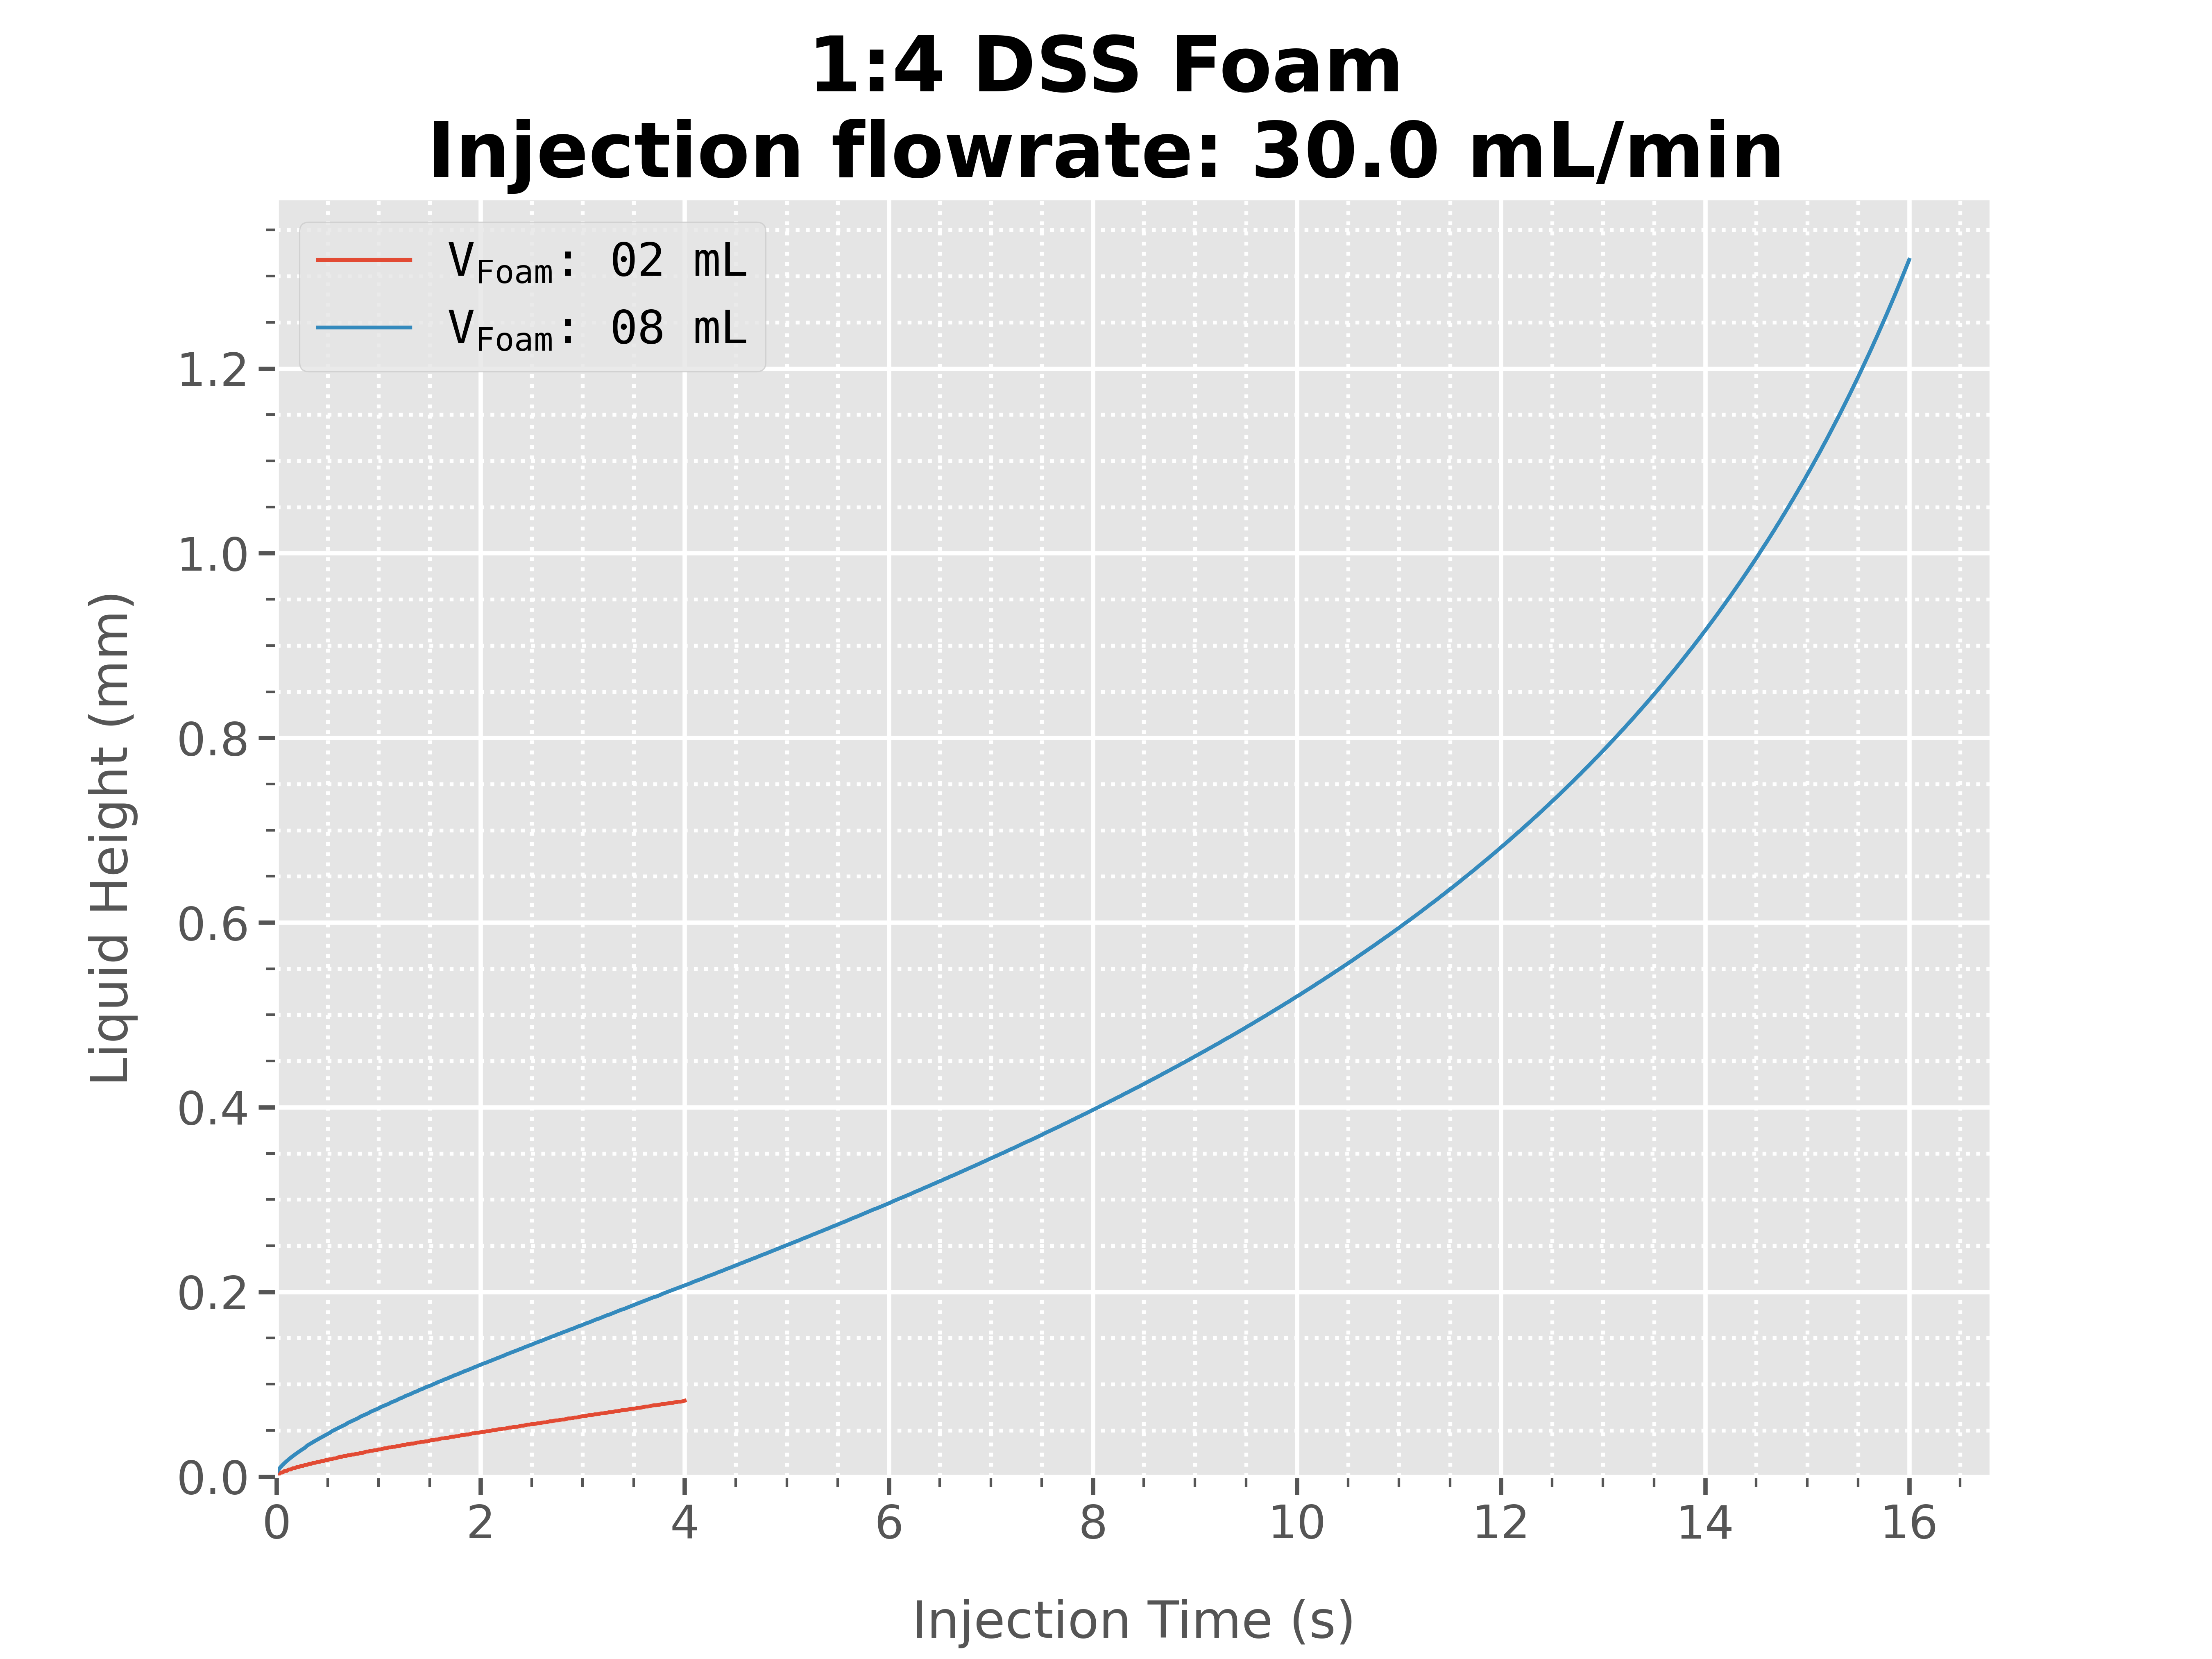 1:4 DSS Foam
Injection flowrate: 30.0 mL/min
V_Foam: 02 mL
V_Foam: 08 mL
1.2
1.0
0.8
0.6
0.4
0.2
0.0
Liquid Height (mm)
0 2 4 6 8 10 12 14 16
Injection Time (s)